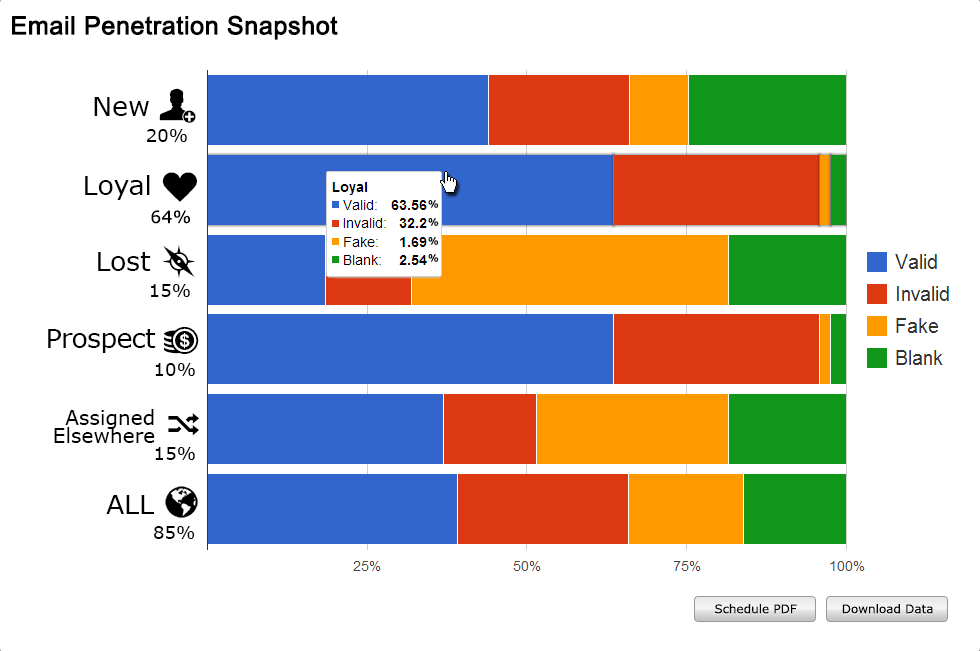 Email Penetration Snapshot
New
20%
Loyal
64%
Loyal
Valid: 63.56%
Invalid: 32.2%
Fake: 1.69%
Blank: 2.54%
Lost
15%
Prospect
10%
Assigned
Elsewhere
15%
ALL
85%
25% 50% 75% 100%
Valid
Invalid
Fake
Blank
Schedule PDF Download Data